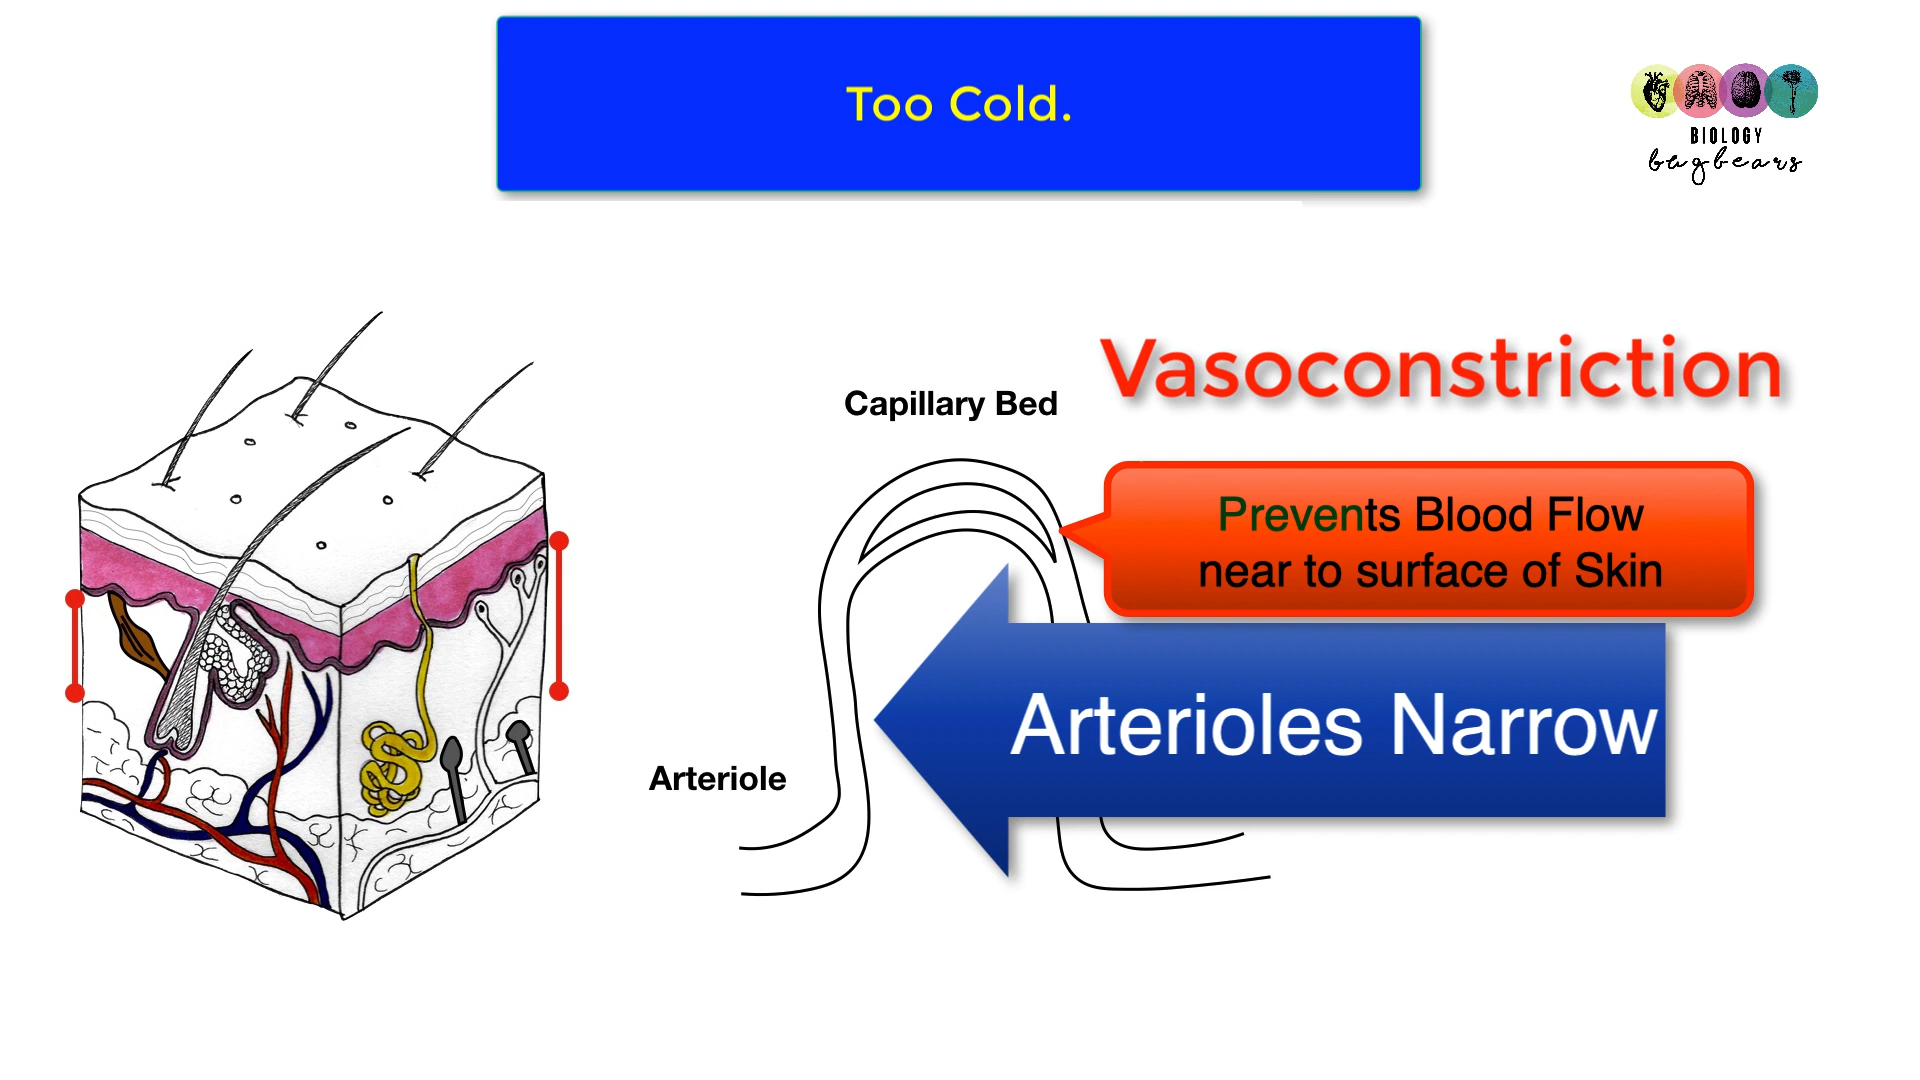 Too Cold.
BIOLOGY
bugbears
Vasoconstriction
Capillary Bed
Prevents Blood Flow
near to surface of Skin
Arterioles Narrow
Arteriole